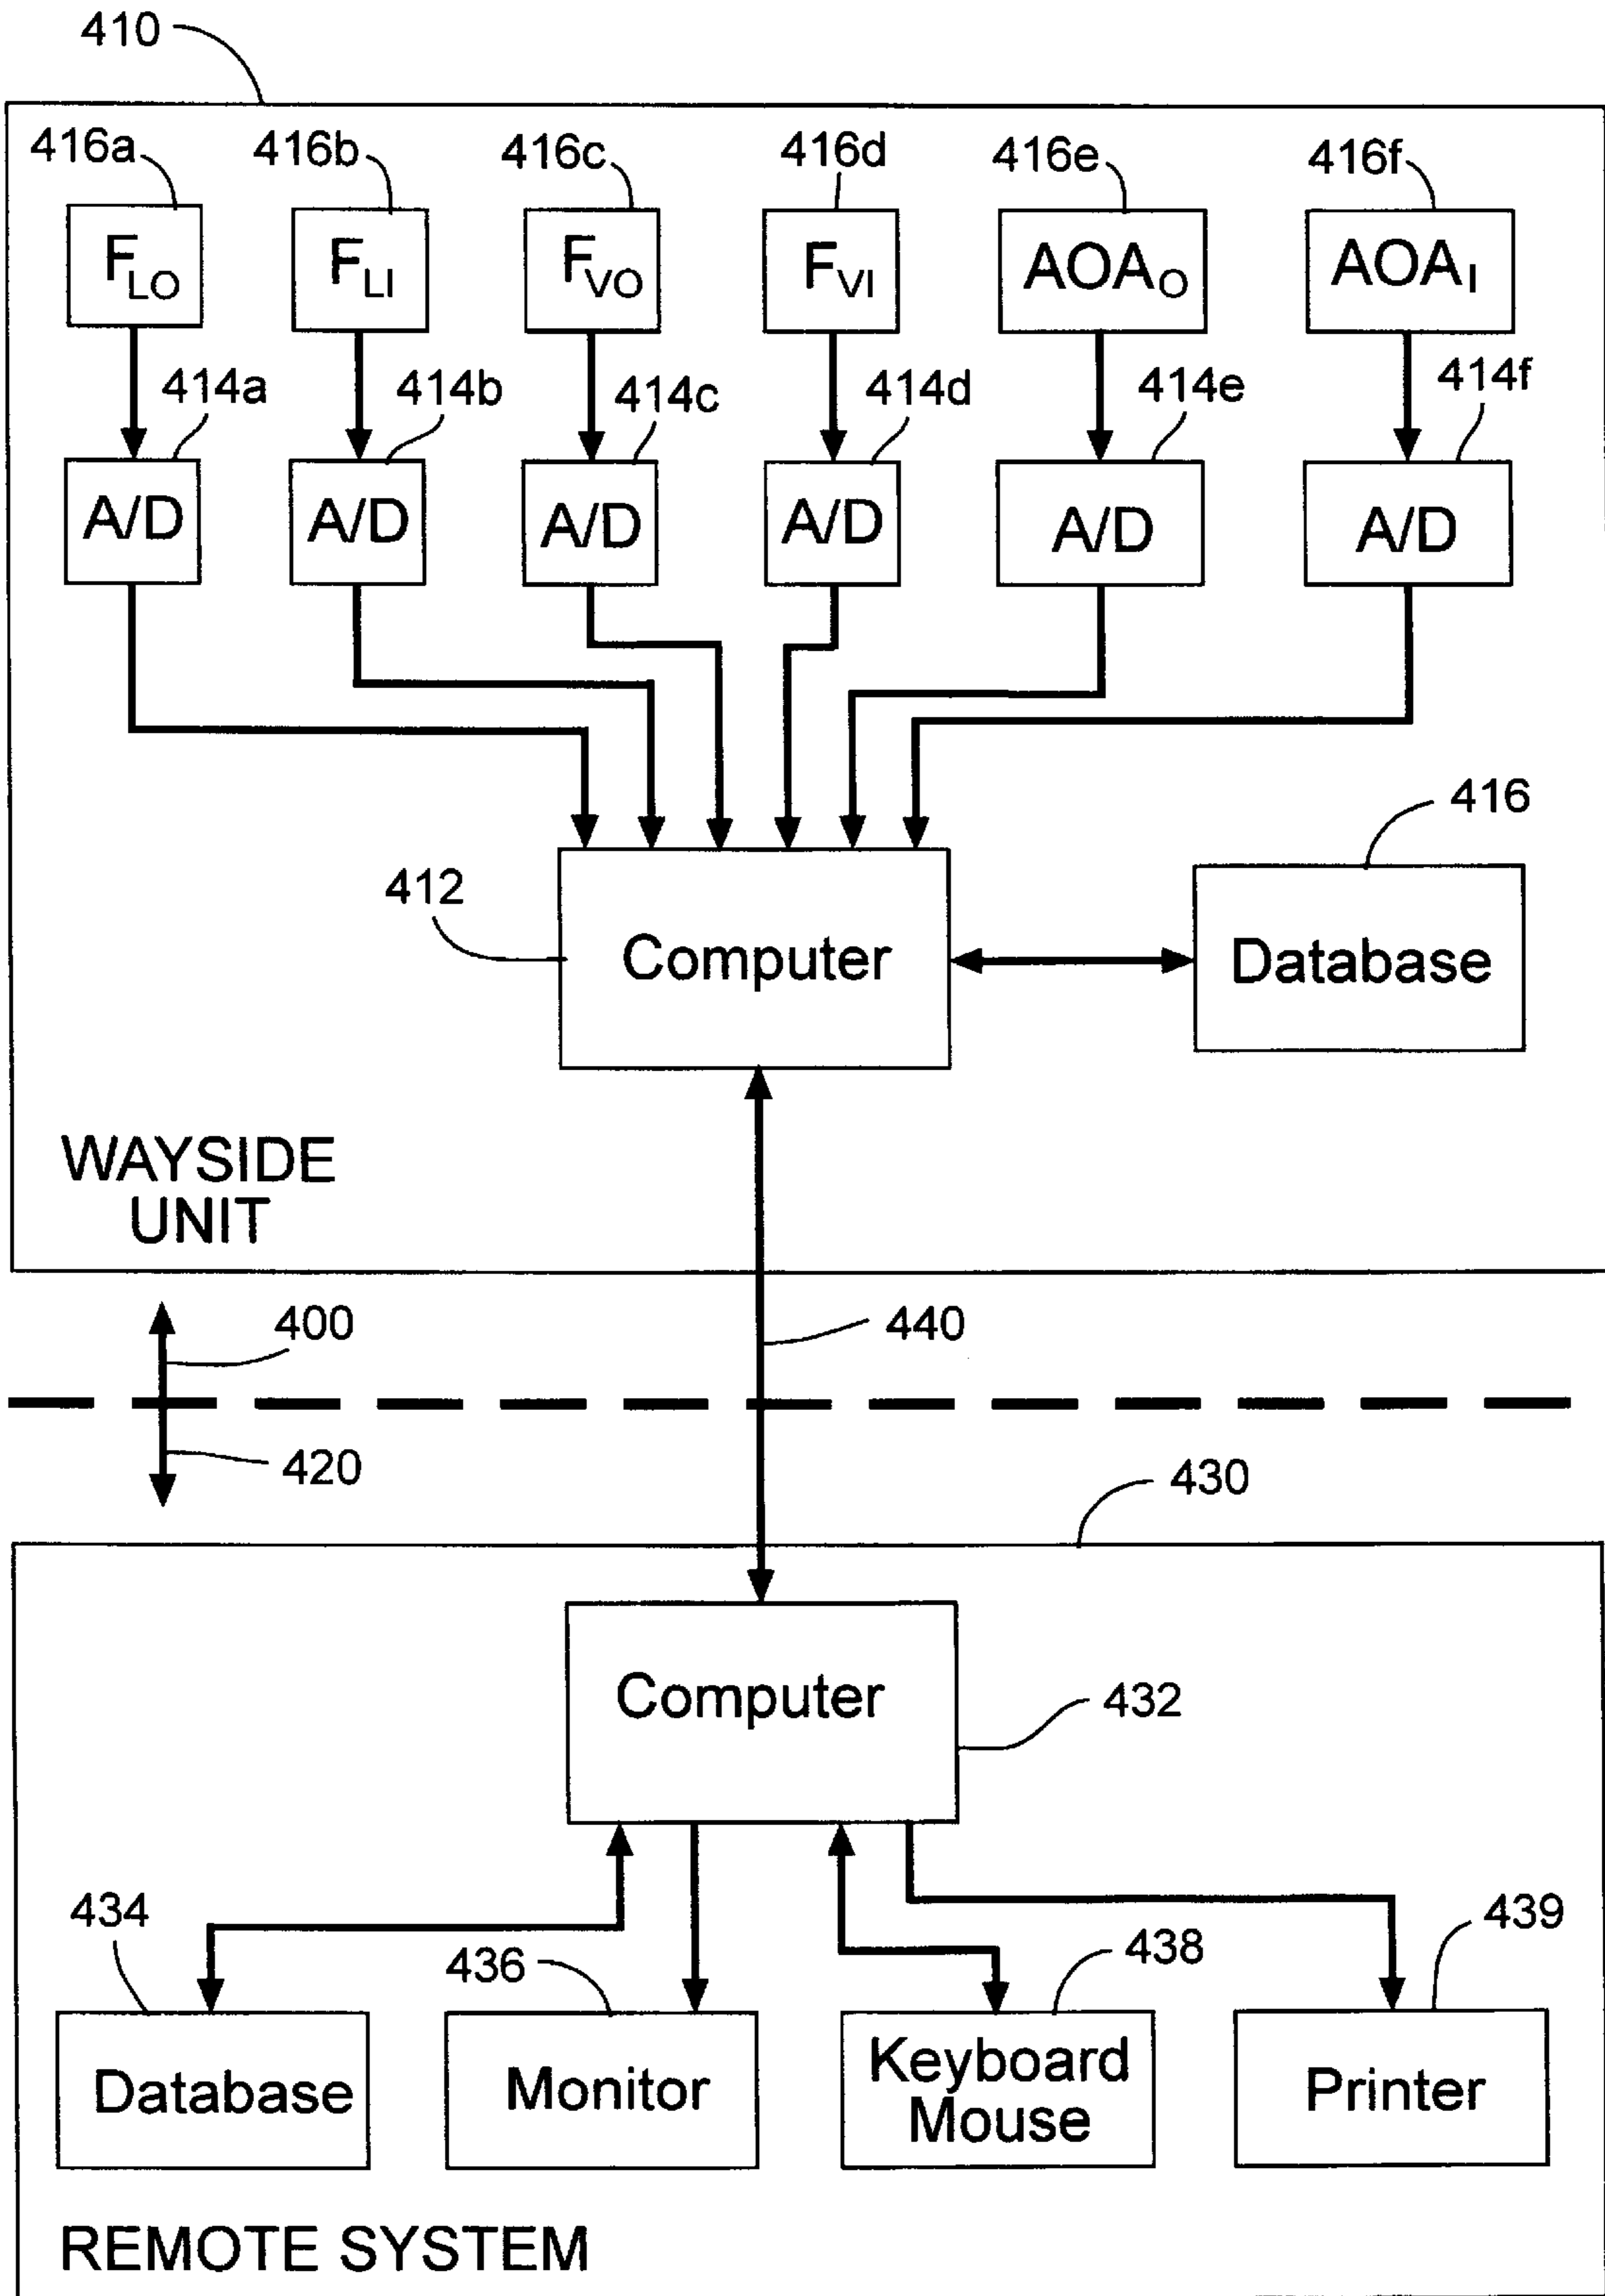 410
416a 416b 416c 416d 416e 416f
FLO FLI FVO FVI AOAO AOAI
414a 414b 414c 414d 414e 414f
A/D A/D A/D A/D A/D A/D
416
412
Computer Database
WAYSIDE
UNIT
400 440
420
430
Computer
432
434 436 438 439
Database Monitor Keyboard Printer
Mouse
REMOTE SYSTEM